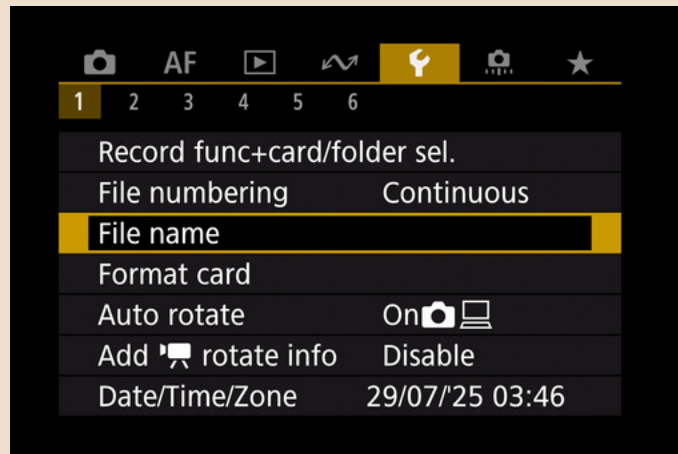 AF
1 2 3 4 5 6
Record func+card/folder sel.
File numbering Continuous
File name
Format card
Auto rotate On
Add rotate info Disable
Date/Time/Zone 29/07/'25 03:46